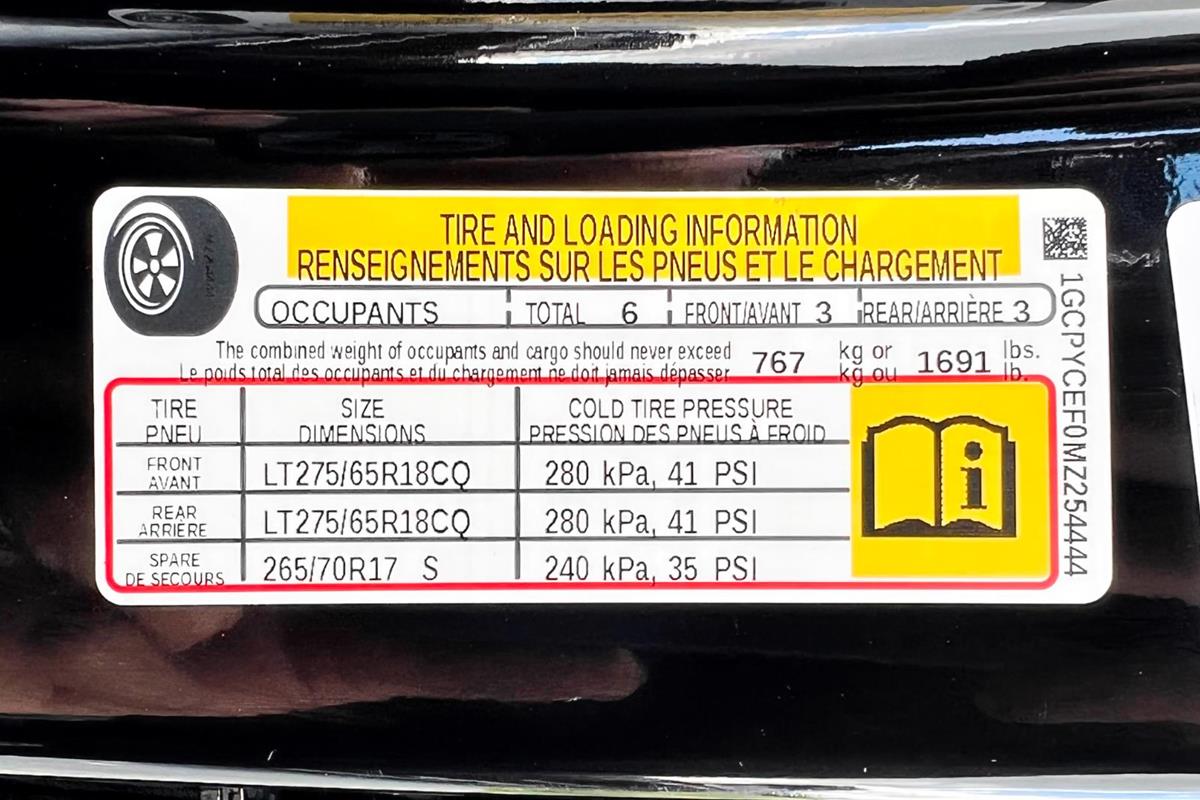 TIRE AND LOADING INFORMATION
RENSEIGNEMENTS SUR LES PNEUS ET LE CHARGEMENT
OCCUPANTS TOTAL 6 FRONT/AVANT 3 REAR/ARRIÈRE 3
The combined weight of occupants and cargo should never exceed 767 kg or 1691 lbs.
Le poids total des occupants et du chargement ne doit jamais dépasser kg ou lb.
TIRE SIZE COLD TIRE PRESSURE
PNEU DIMENSIONS PRESSION DES PNEUS À FROID
FRONT
AVANT LT275/65R18CQ 280 kPa, 41 PSI
REAR
ARRIÈRE LT275/65R18CQ 280 kPa, 41 PSI
SPARE
DE SECOURS 265/70R17 S 240 kPa, 35 PSI
i
1GCPYCEF0MZ254444